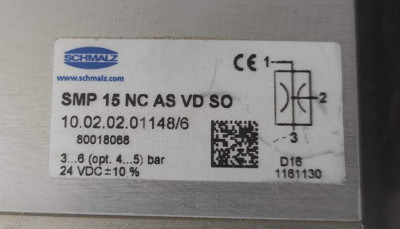 SCHMALZ
www.schmalz.com
SMP 15 NC AS VD SO
10.02.02.01148/6
80018068
3...6 (opt. 4...5) bar
24 VDC ± 10 %
CE
1
2
3
D16
1161130